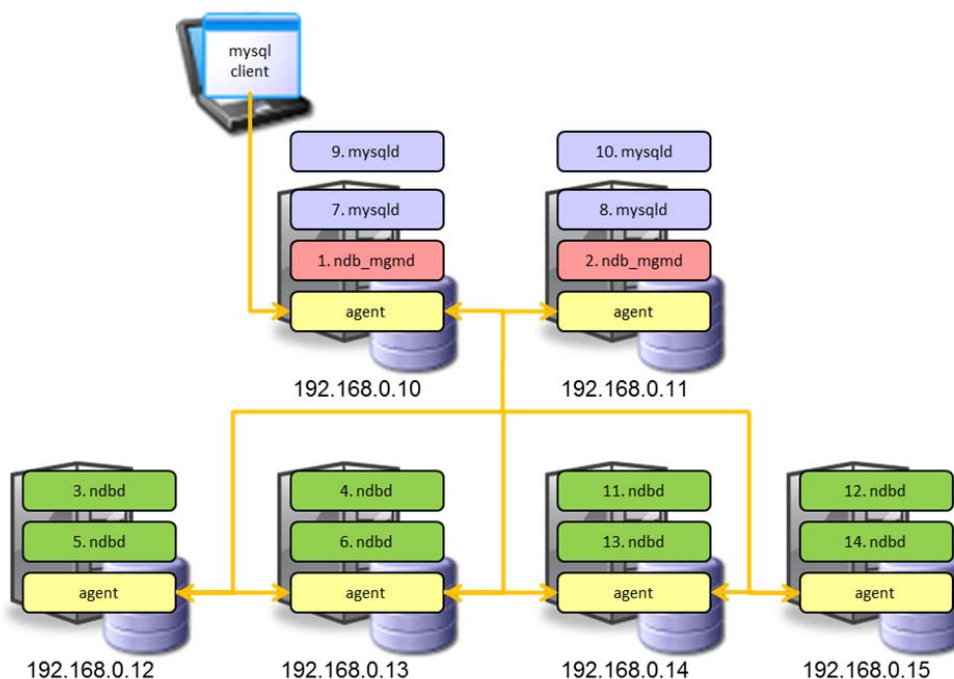 mysql
client
9. mysqld
10. mysqld
7. mysqld
8. mysqld
1. ndb_mgmd
2. ndb_mgmd
agent
agent
192.168.0.10
192.168.0.11
3. ndbd
4. ndbd
11. ndbd
12. ndbd
5. ndbd
6. ndbd
13. ndbd
14. ndbd
agent
agent
agent
agent
192.168.0.12
192.168.0.13
192.168.0.14
192.168.0.15